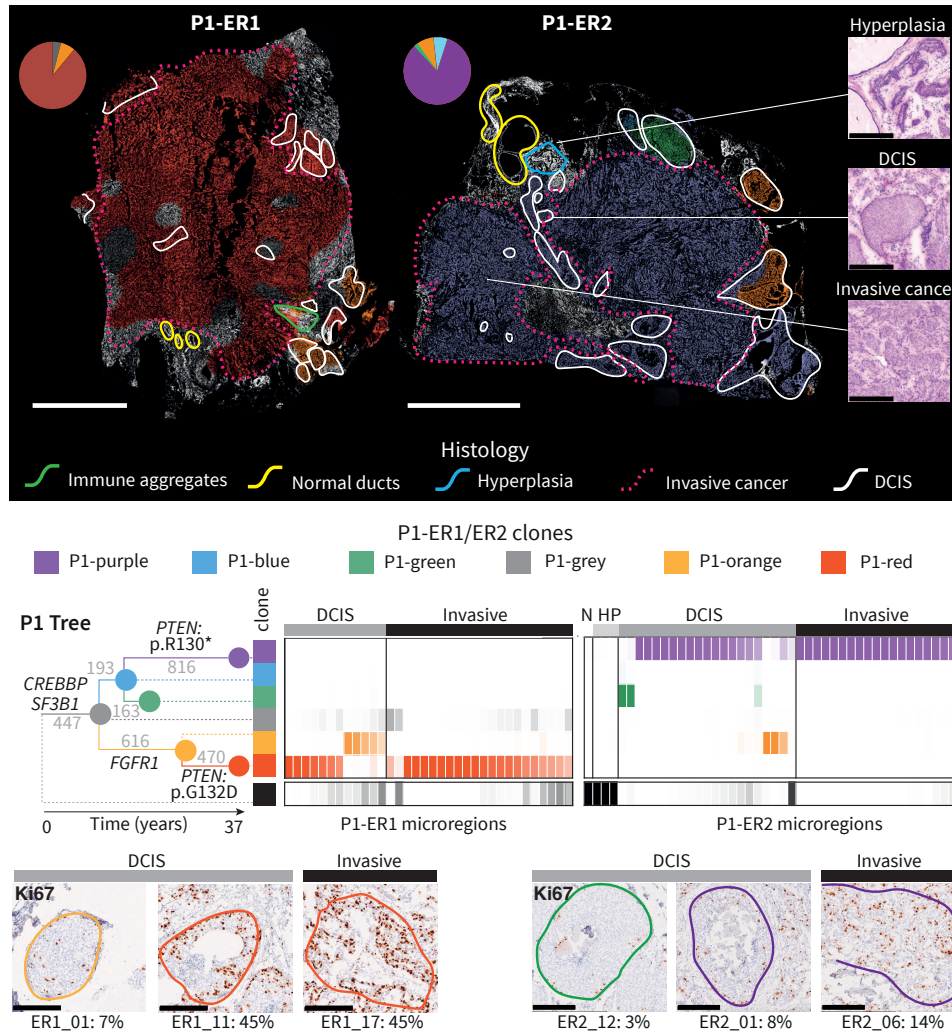 P1-ER1
P1-ER2
Hyperplasia
DCIS
Invasive cancer
Histology
Immune aggregates
Normal ducts
Hyperplasia
Invasive cancer
DCIS
P1-ER1/ER2 clones
P1-purple
P1-blue
P1-green
P1-grey
P1-orange
P1-red
P1 Tree
clone
DCIS
Invasive
N HP
DCIS
Invasive
PTEN:
p.R130*
193
816
CREBBP
SF3B1
447
163
616
FGFR1
470
PTEN:
p.G132D
0
Time (years)
37
P1-ER1 microregions
P1-ER2 microregions
DCIS
Invasive
DCIS
Invasive
Ki67
Ki67
ER1_01: 7%
ER1_11: 45%
ER1_17: 45%
ER2_12: 3%
ER2_01: 8%
ER2_06: 14%